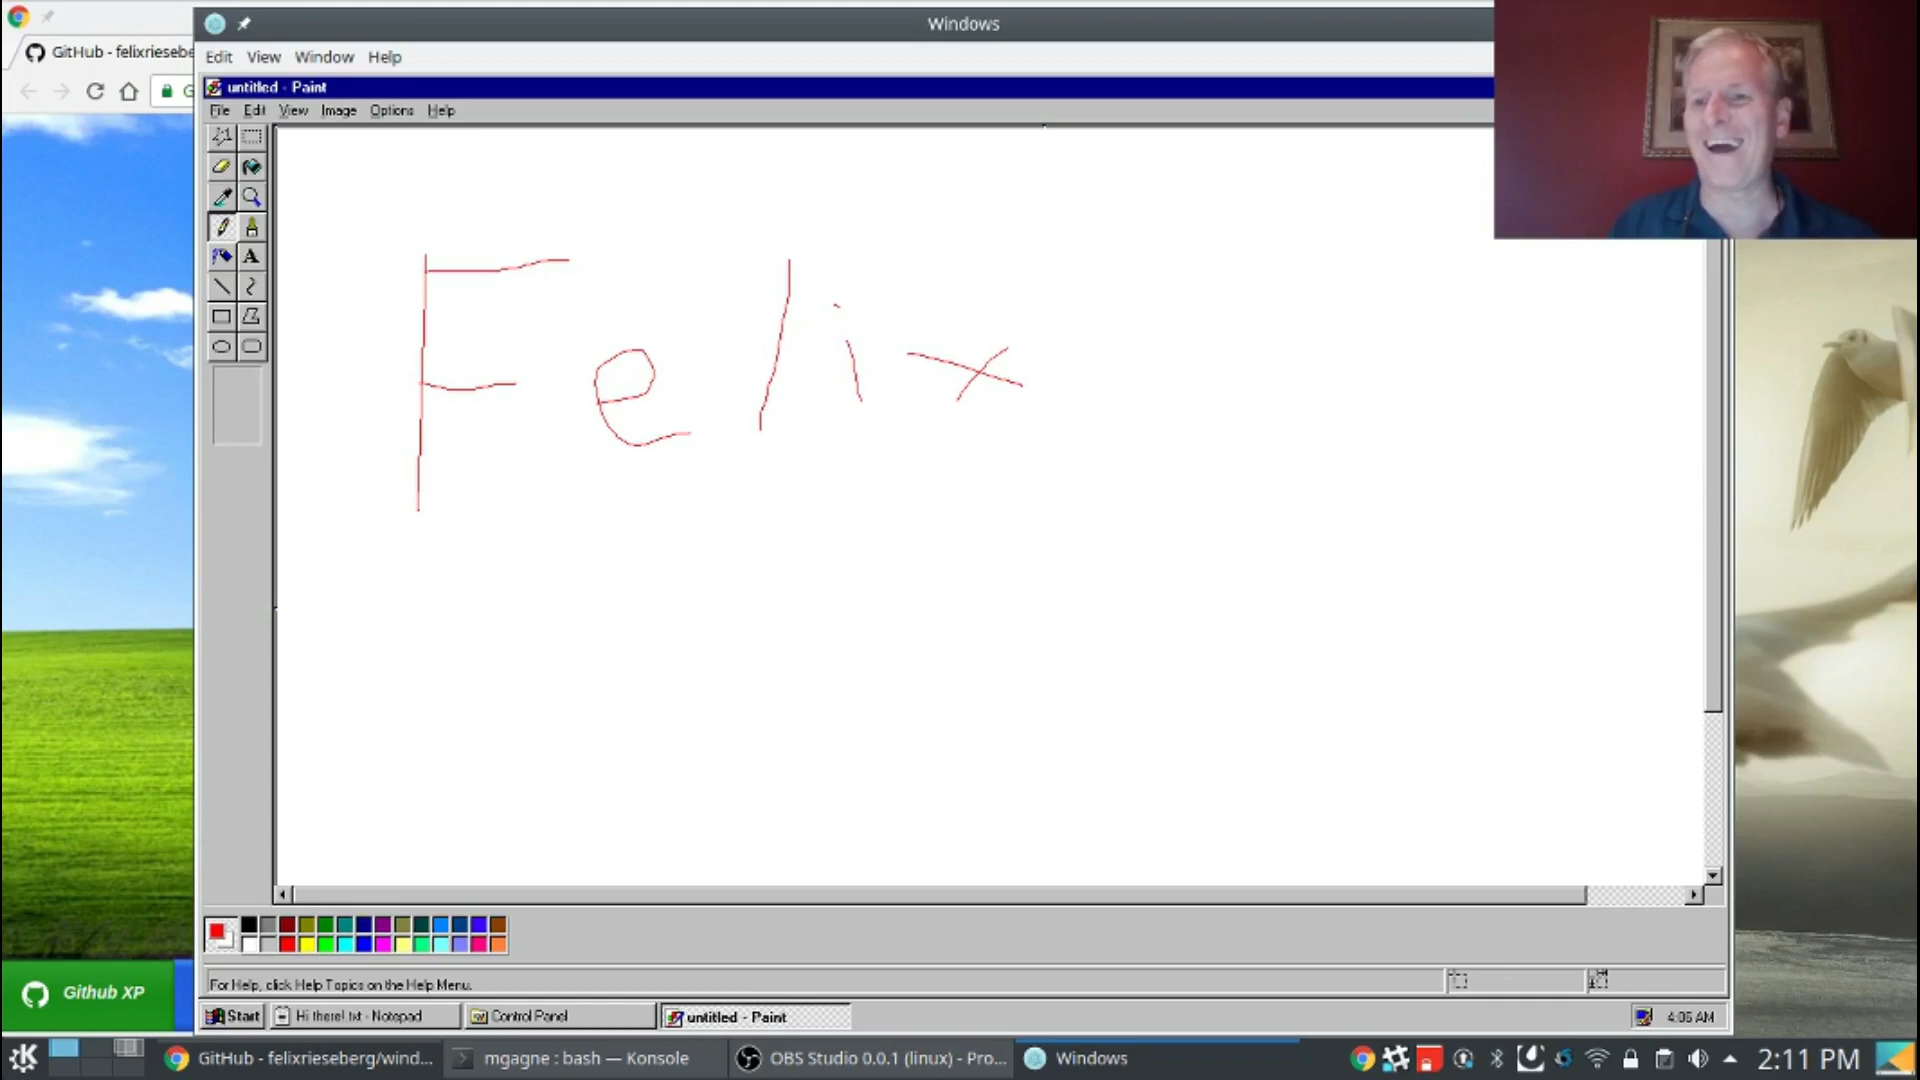 Windows
GitHub - felixriesebe
Edit View Window Help
G
untitled - Paint
File Edit View Image Options Help
A
Felix
Github XP
For Help, click Help Topics on the Help Menu.
Start Hi there!.txt - Notepad Control Panel untitled - Paint 4:06 AM
GitHub - felixrieseberg/wind... mgagne : bash — Konsole OBS Studio 0.0.1 (linux) - Pro... Windows 2:11 PM